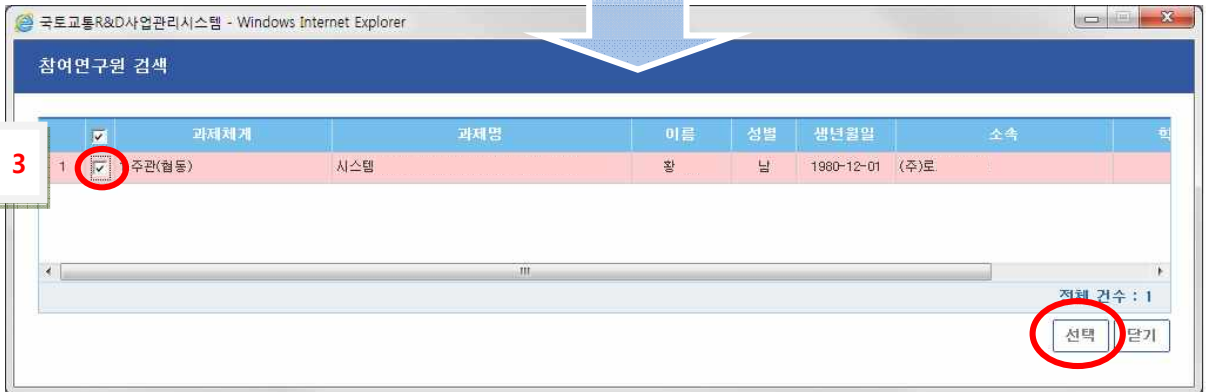 국토교통R&D사업관리시스템 - Windows Internet Explorer
참여연구원 검색
과제체계 과제명 이름 성별 생년월일 소속
3
1 주관(협동) 시스템 황 남 1980-12-01 (주)로
전체 건수 : 1
선택 닫기